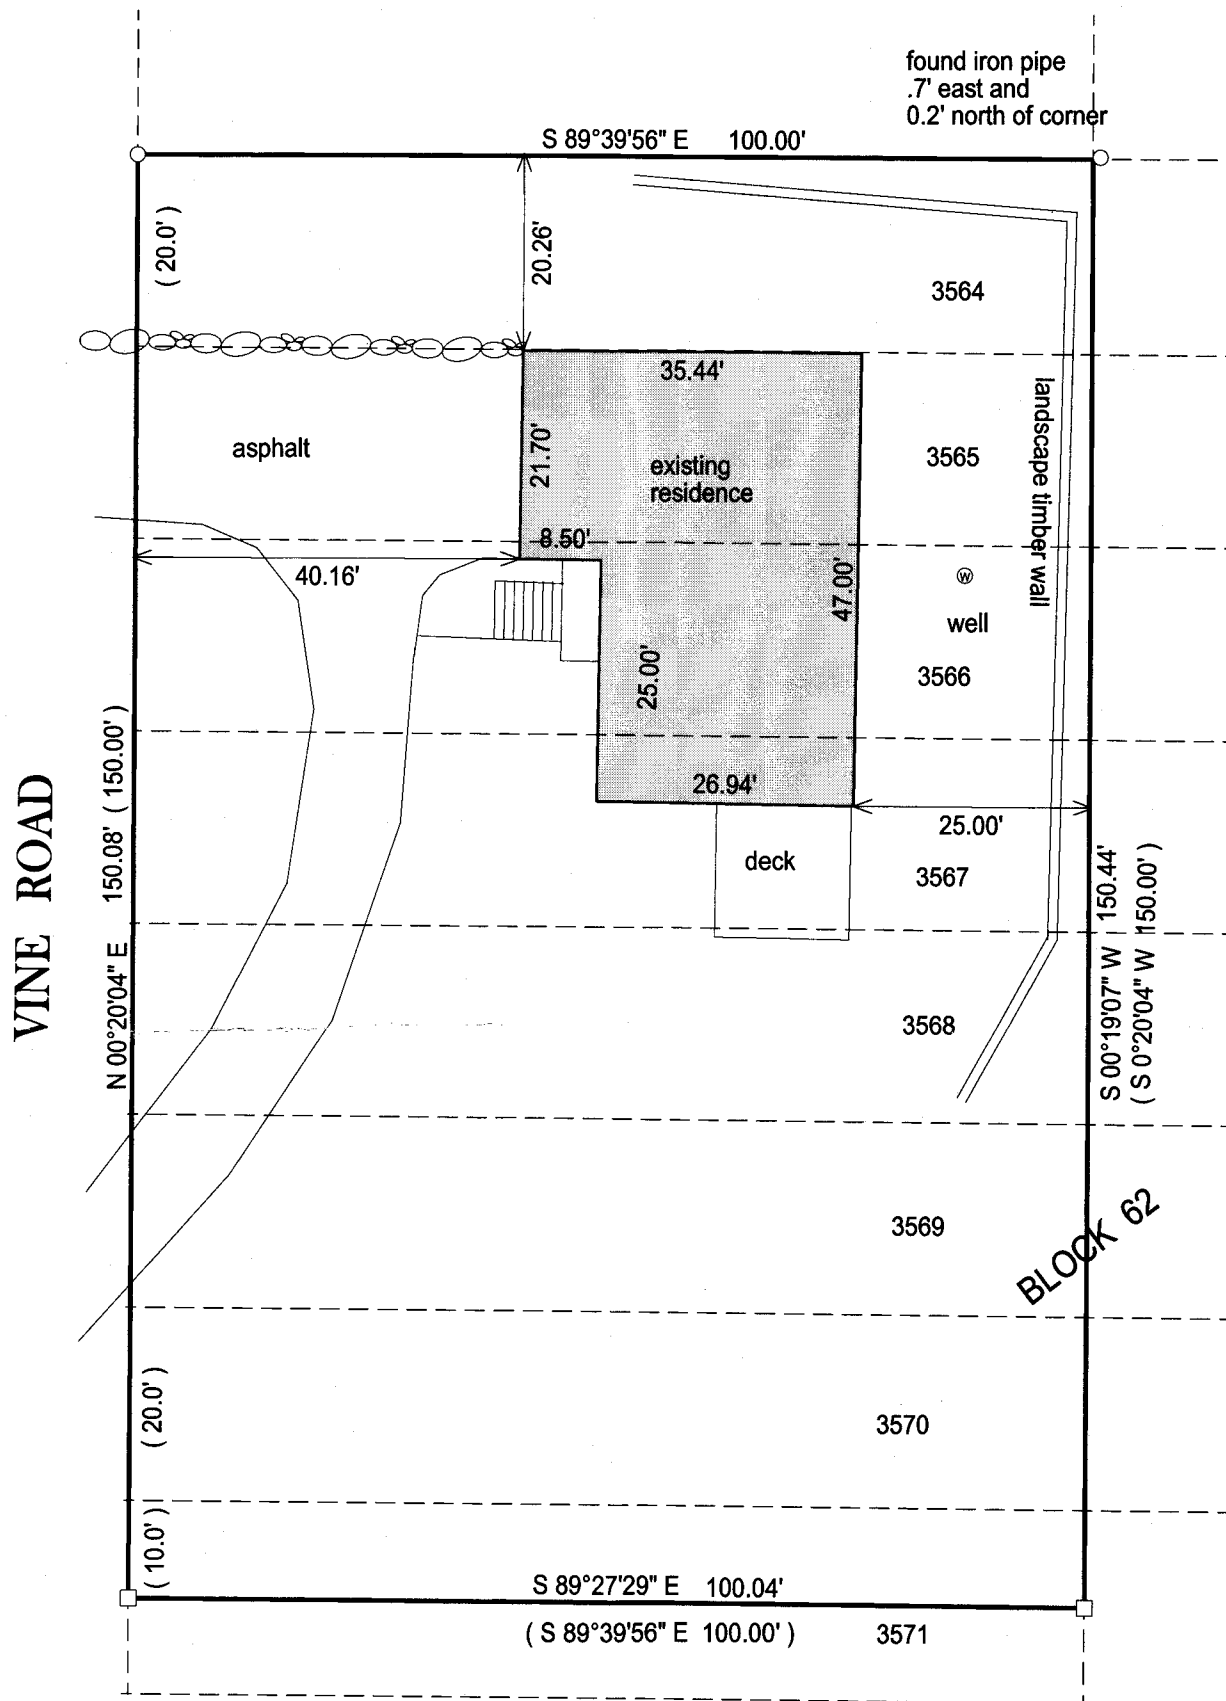 found iron pipe
.7' east and
0.2' north of corner
S 89°39'56" E 100.00'
( 20.0' )
20.26'
3564
35.44'
asphalt
21.70'
existing
residence
3565
landscape timber wall
8.50'
40.16'
47.00'
W
well
25.00'
3566
26.94'
25.00'
deck
3567
VINE ROAD
N 00°20'04" E 150.08' ( 150.00' )
S 00°19'07" W 150.44'
( S 0°20'04" W 150.00' )
3568
3569
BLOCK 62
( 20.0' )
3570
( 10.0' )
S 89°27'29" E 100.04'
( S 89°39'56" E 100.00' )
3571